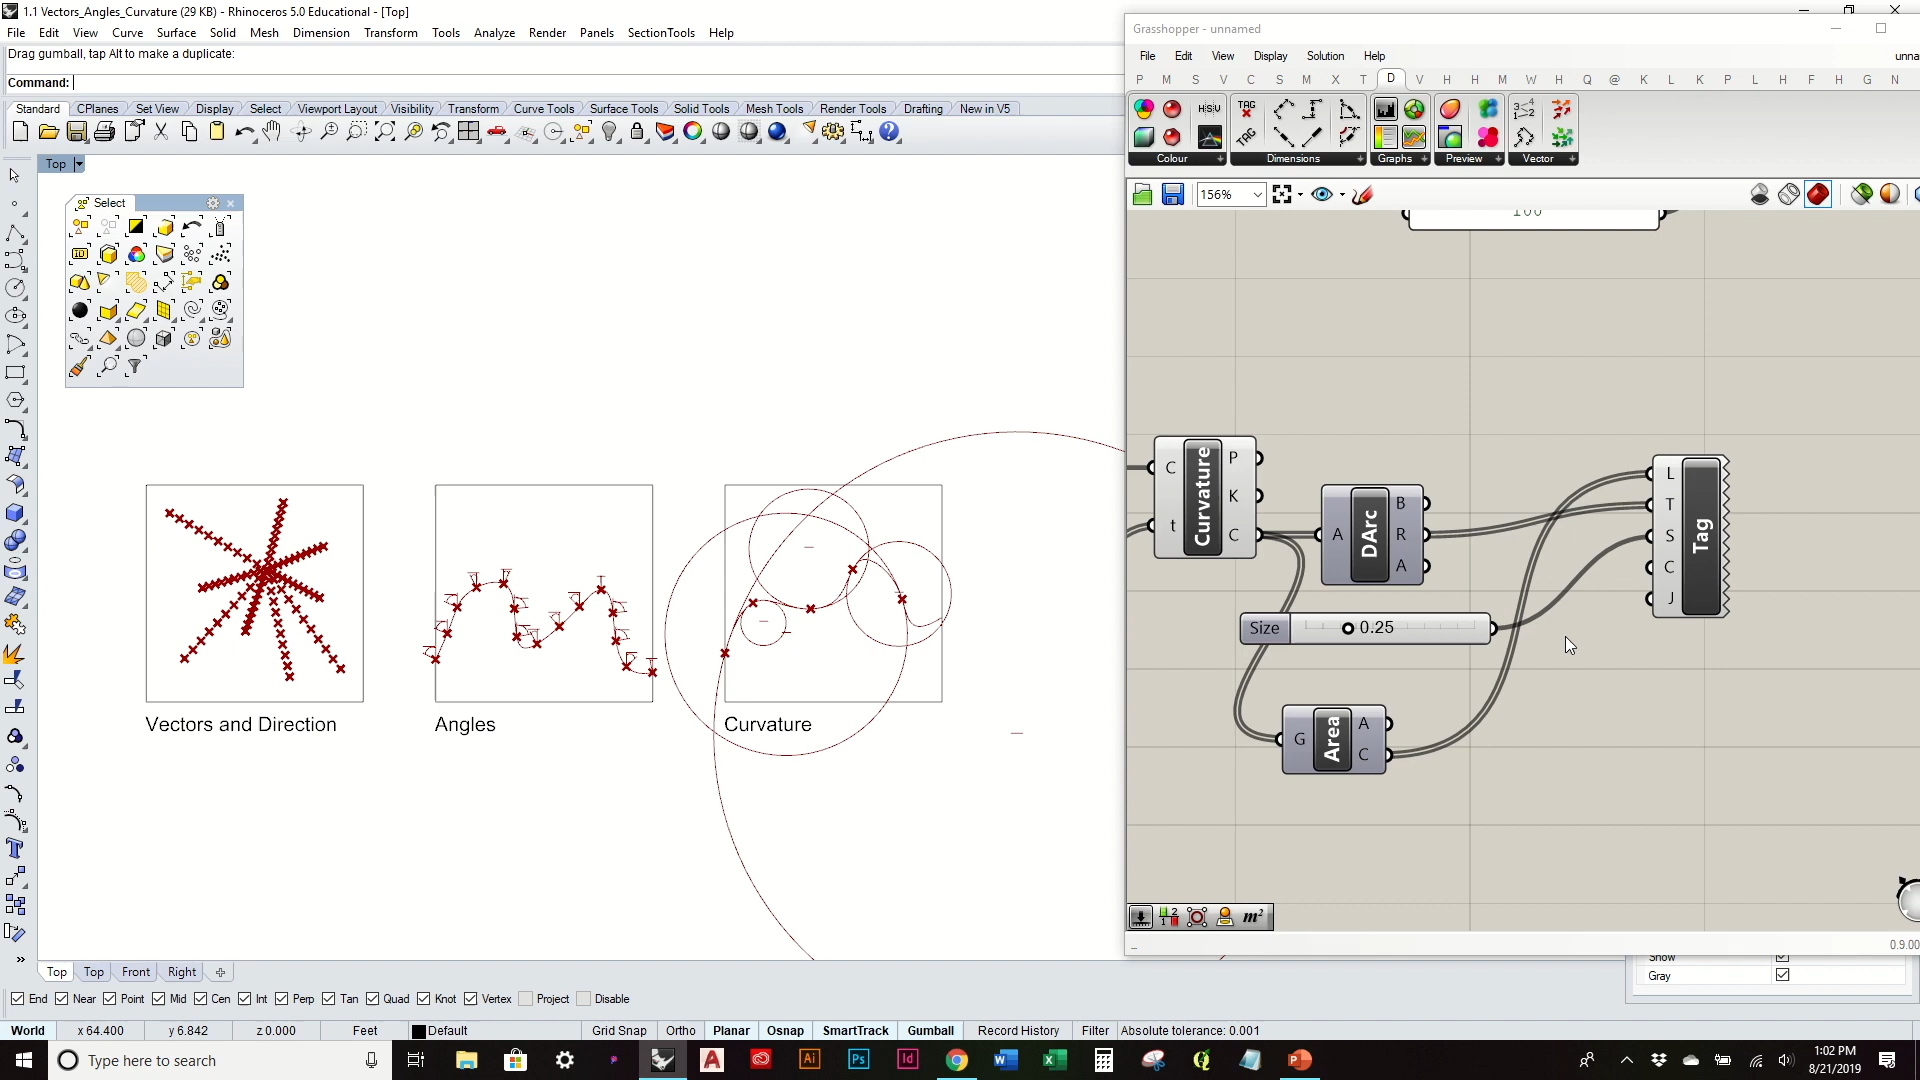 1.1 Vectors_Angles_Curvature (29 KB) - Rhinoceros 5.0 Educational - [Top]
File Edit View Curve Surface Solid Mesh Dimension Transform Tools Analyze Render Panels SectionTools Help
Drag gumball, tap Alt to make a duplicate:
Command:
Standard CPlanes Set View Display Select Viewport Layout Visibility Transform Curve Tools Surface Tools Solid Tools Mesh Tools Render Tools Drafting New in V5
Top
Select
Vectors and Direction
Angles
Curvature
Grasshopper - unnamed
File Edit View Display Solution Help
unna
P M S V C S M X T D V H H M W H Q @ K L K P L H F H G N
Colour Dimensions Graphs Preview Vector
156%
100
Curvature
C
t
P
K
C
DArc
A
B
R
A
Size 0.25
Area
G
A
C
Tag
L
T
S
C
J
m²
0.9.00
Show
Gray
Top Top Front Right
End Near Point Mid Cen Int Perp Tan Quad Knot Vertex Project Disable
World x 64.400 y 6.842 z 0.000 Feet Default Grid Snap Ortho Planar Osnap SmartTrack Gumball Record History Filter Absolute tolerance: 0.001
Type here to search
1:02 PM
8/21/2019